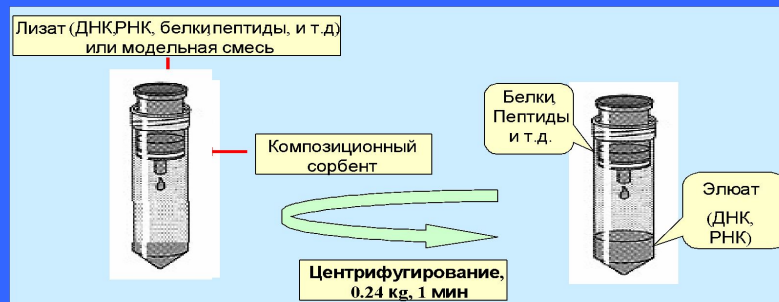 Лизат (ДНК,РНК, белки,пептиды, и т.д)
или модельная смесь
Композиционный
сорбент
Центрифугирование,
0.24 кg, 1 мин
Белки,
Пептиды
и т.д.
Элюат
(ДНК,
РНК)